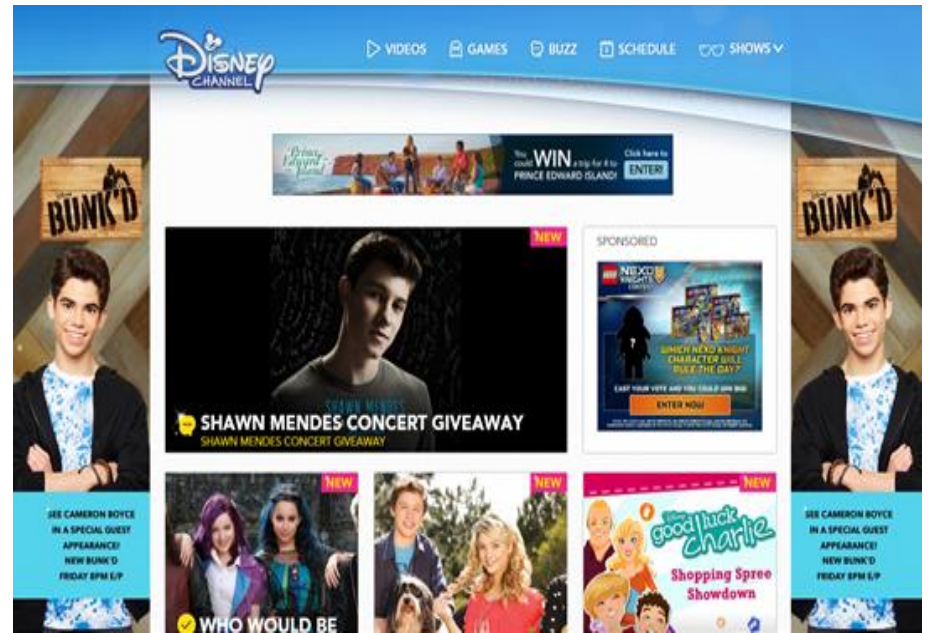 Disney
CHANNEL
VIDEOS
GAMES
BUZZ
SCHEDULE
SHOWS
Prince
Edward
Island
You
could WIN a trip for 4 to
PRINCE EDWARD ISLAND!
Click here to
ENTER!
BUNK'D
BUNK'D
NEW
SHAWN MENDES
SHAWN MENDES CONCERT GIVEAWAY
SHAWN MENDES CONCERT GIVEAWAY
SPONSORED
LEGO
NEXO
KNIGHTS
CONTEST
?
WHICH NEXO KNIGHT
CHARACTER WILL
RULE THE DAY?
CAST YOUR VOTE AND YOU COULD WIN BIG!
ENTER NOW
NEW
WHO WOULD BE
NEW
NEW
Disney
good luck
charlie
Shopping Spree
Showdown
SEE CAMERON BOYCE
IN A SPECIAL GUEST
APPEARANCE!
NEW BUNK'D
FRIDAY 8PM E/P
SEE CAMERON BOYCE
IN A SPECIAL GUEST
APPEARANCE!
NEW BUNK'D
FRIDAY 8PM E/P